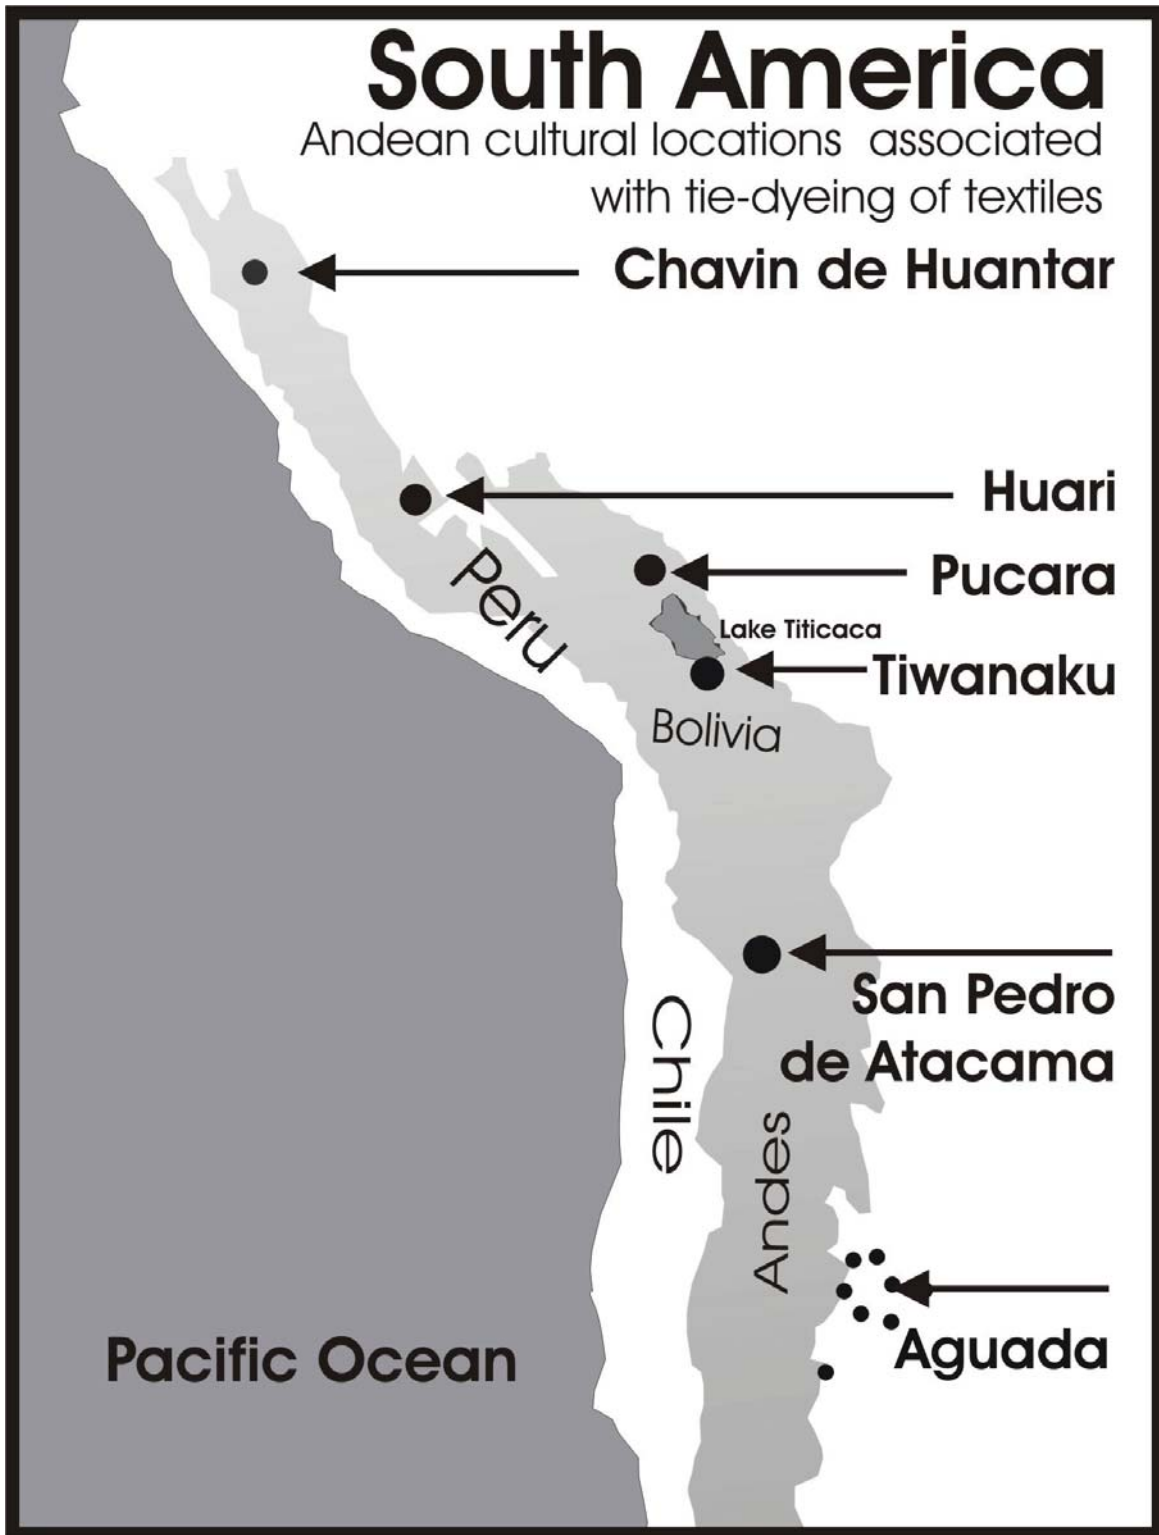 South America
Andean cultural locations associated
with tie-dyeing of textiles
Chavin de Huantar
Huari
Pucara
Peru
Lake Titicaca
Tiwanaku
Bolivia
San Pedro
de Atacama
Chile
Andes
Aguada
Pacific Ocean